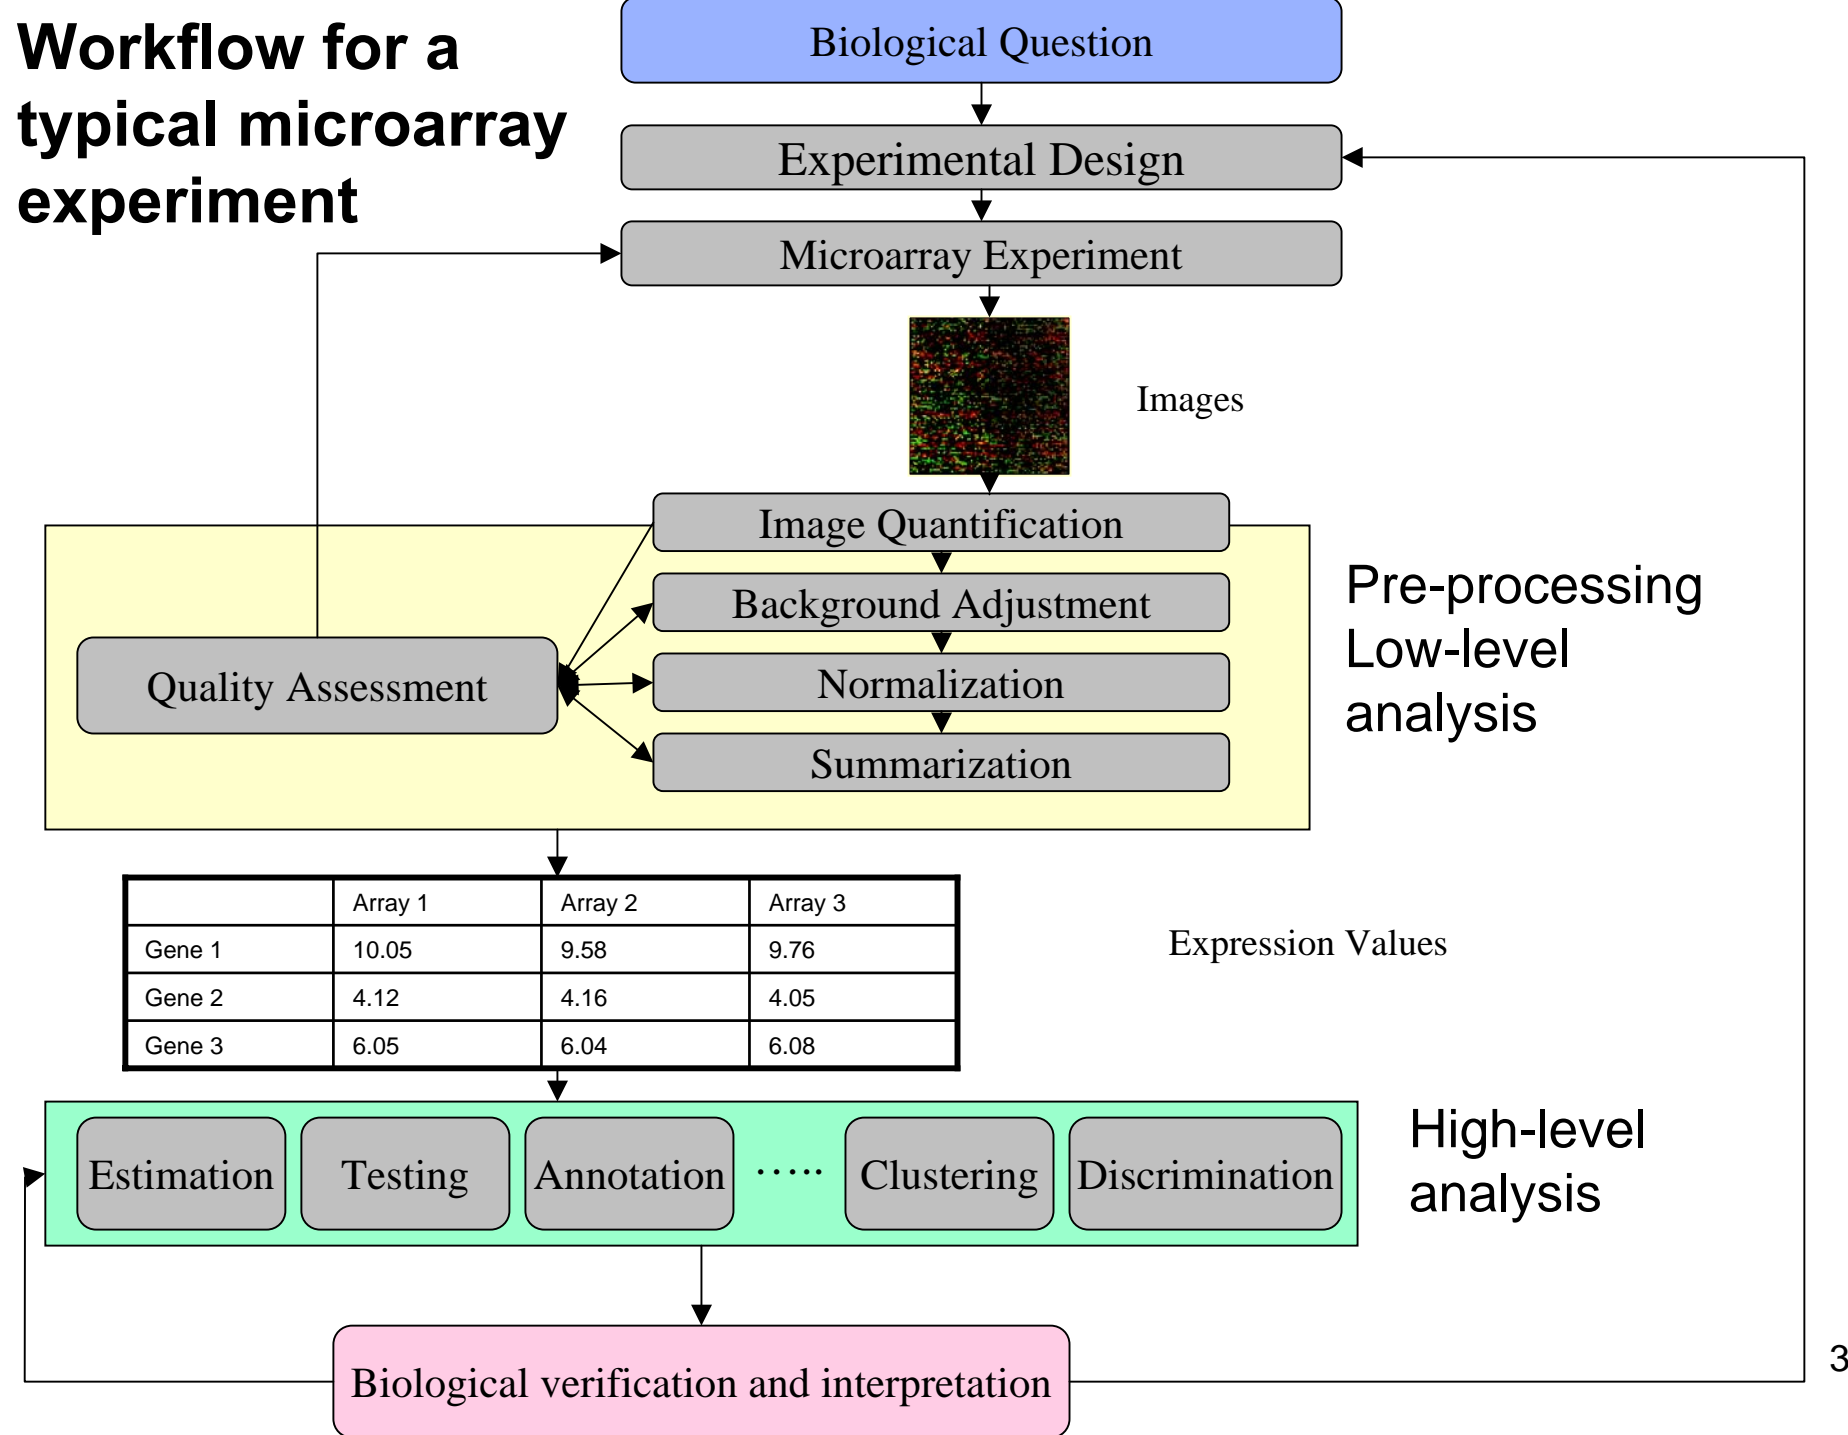 Workflow for a
typical microarray
experiment
Biological Question
Experimental Design
Microarray Experiment
Images
Image Quantification
Background Adjustment
Normalization
Summarization
Quality Assessment
Pre-processing
Low-level
analysis
Array 1 Array 2 Array 3
Gene 1 10.05 9.58 9.76
Gene 2 4.12 4.16 4.05
Gene 3 6.05 6.04 6.08
Expression Values
Estimation Testing Annotation ..... Clustering Discrimination
High-level
analysis
Biological verification and interpretation
3